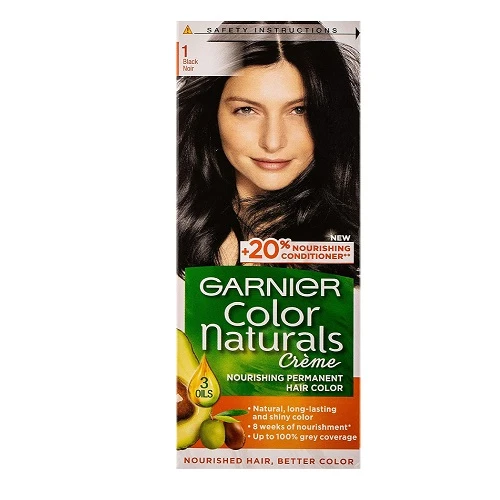 SAFETY INSTRUCTIONS
1
Black
Noir
NEW
+20% NOURISHING
CONDITIONER**
GARNIER
Color
Naturals
Crème
NOURISHING PERMANENT
HAIR COLOR
3
OILS
• Natural, long-lasting
and shiny color
• 8 weeks of nourishment*
• Up to 100% grey coverage
NOURISHED HAIR, BETTER COLOR